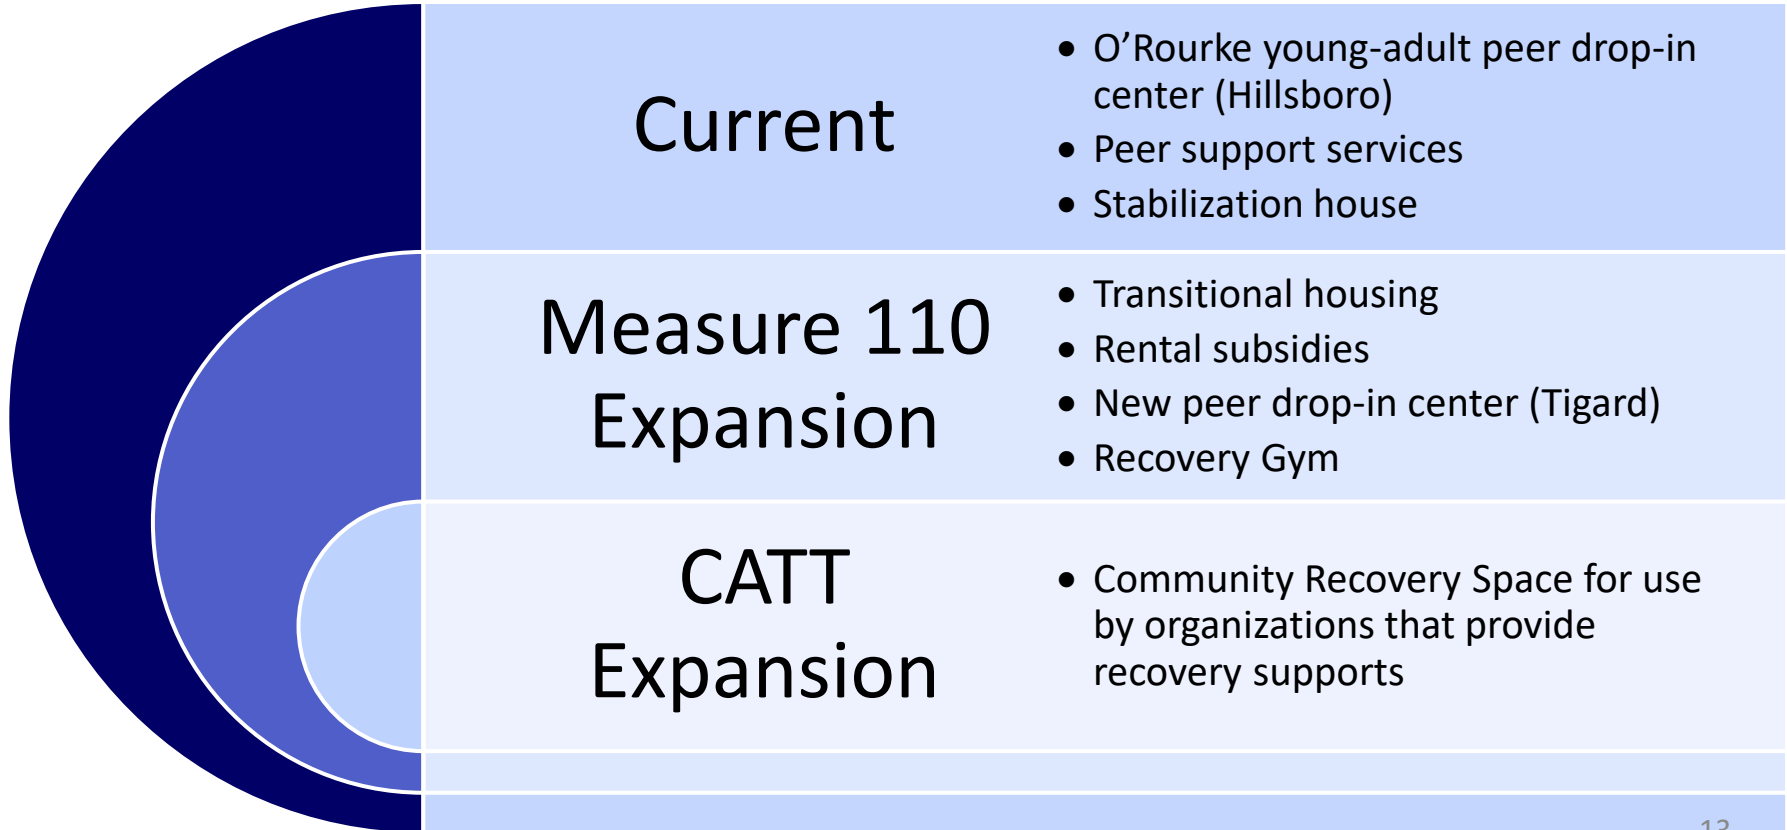 Current
• O’Rourke young-adult peer drop-in
center (Hillsboro)
• Peer support services
• Stabilization house
Measure 110
Expansion
• Transitional housing
• Rental subsidies
• New peer drop-in center (Tigard)
• Recovery Gym
CATT
Expansion
• Community Recovery Space for use
by organizations that provide
recovery supports